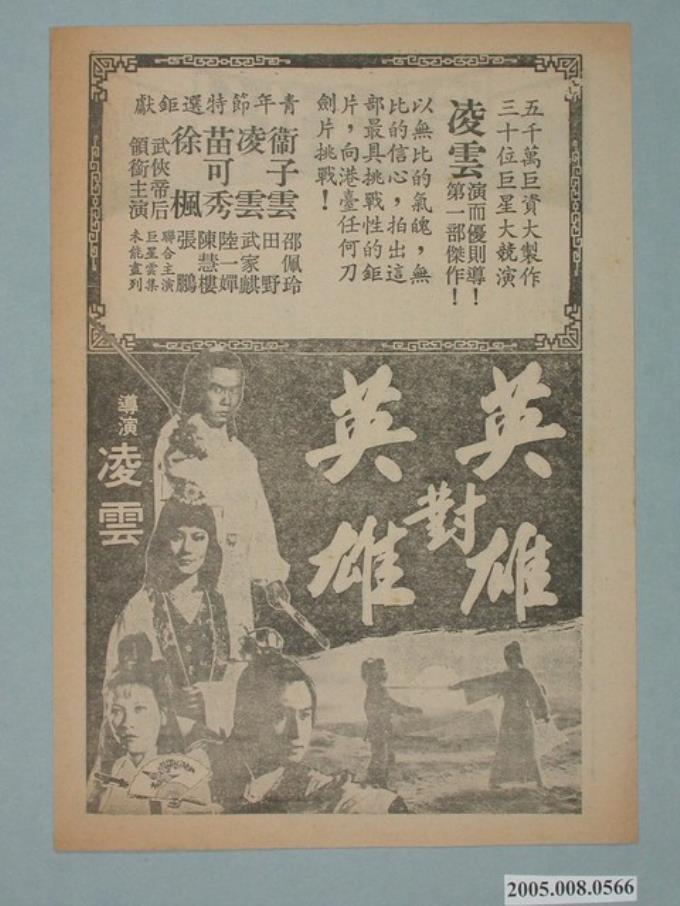 五千萬巨資大製作
三十位巨星大競演
凌雲演而優則導！
第一部傑作！
以無比的氣魄，無
比的信心，拍出這
部最具挑戰性的鉅
片，向港臺任何刀
劍片挑戰！
青年節特選鉅獻
衞子雲
凌雲
苗可秀
徐楓
武俠帝后
領銜主演
邵佩玲
田野
武家麒
陸一嬋
陳慧樓
張鵬
聯合主演
巨星雲集
未能盡列
英雄
對
英雄
導演
凌雲
2005.008.0566